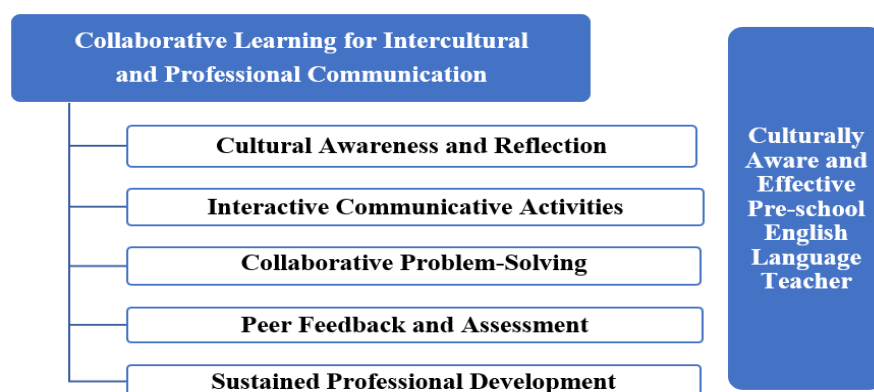 Collaborative Learning for Intercultural
and Professional Communication
Cultural Awareness and Reflection
Interactive Communicative Activities
Collaborative Problem-Solving
Peer Feedback and Assessment
Sustained Professional Development
Culturally
Aware and
Effective
Pre-school
English
Language
Teacher